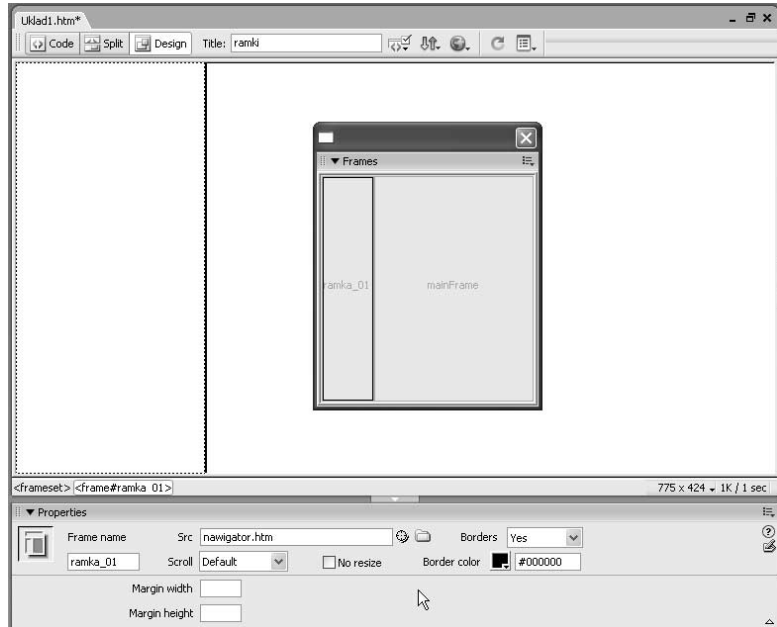 Uklad1.htm*
Code Split Design Title: ramki
Frames
ramka_01 mainFrame
<frameset> <frame#ramka_01> 775 x 424 1K / 1 sec
Properties
Frame name Src nawigator.htm Borders Yes
ramka_01 Scroll Default No resize Border color #000000
Margin width
Margin height